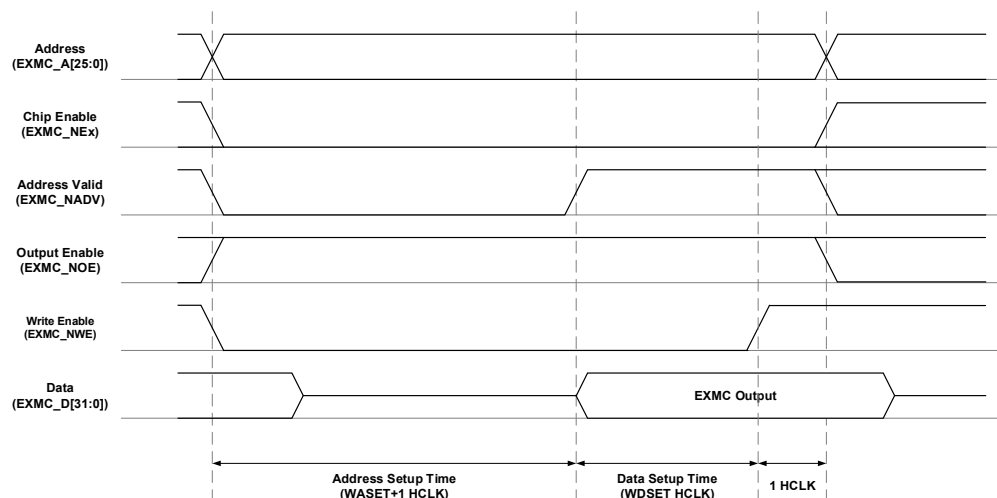 Address
(EXMC_A[25:0])
Chip Enable
(EXMC_NEx)
Address Valid
(EXMC_NADV)
Output Enable
(EXMC_NOE)
Write Enable
(EXMC_NWE)
Data
(EXMC_D[31:0])
EXMC Output
Address Setup Time
(WASET+1 HCLK)
Data Setup Time
(WDSET HCLK)
1 HCLK